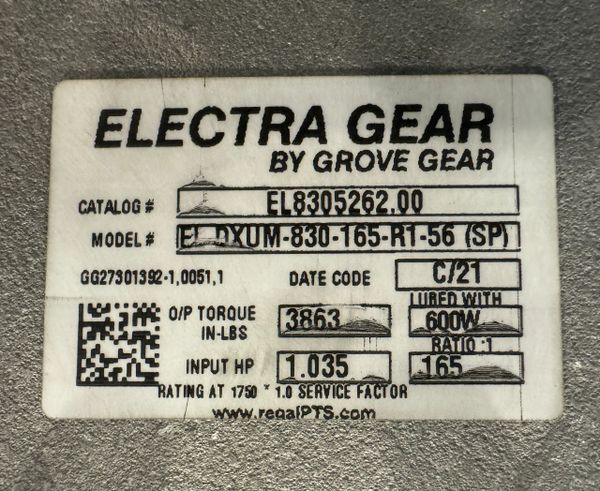 ELECTRA GEAR
BY GROVE GEAR
CATALOG # EL8305262.00
MODEL # EL DXUM-830-165-R1-56 (SP)
GG27301392-1,0051,1 DATE CODE C/21
O/P TORQUE IN-LBS 3863 LUBED WITH 600W
INPUT HP 1.035 RATIO :1 165
RATING AT 1750 * 1.0 SERVICE FACTOR
www.regalPTS.com